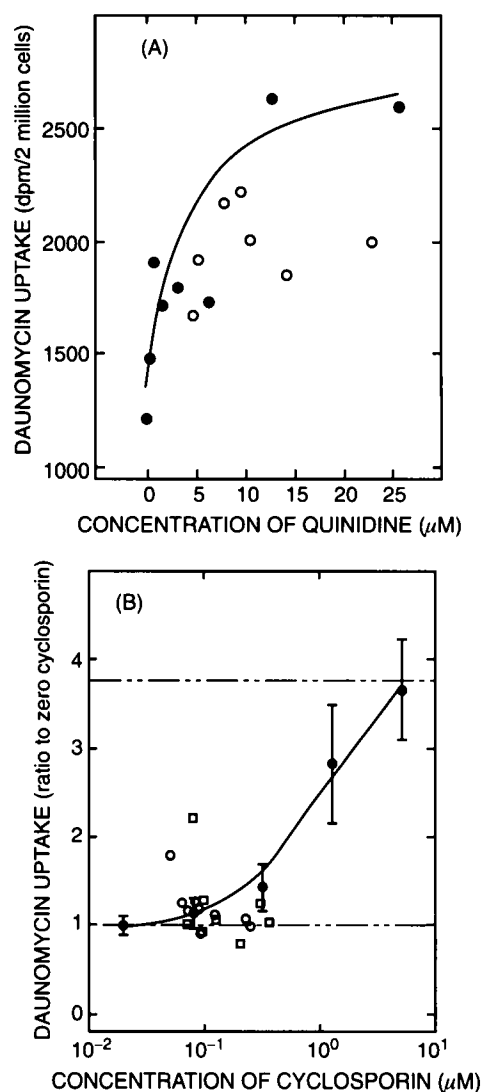 (A)
DAUNOMYCIN UPTAKE (dpm/2 million cells)
2500
2000
1500
1000
0 5 10 15 20 25
CONCENTRATION OF QUINIDINE (μM)
(B)
DAUNOMYCIN UPTAKE (ratio to zero cyclosporin)
4
3
2
1
0
10⁻² 10⁻¹ 10⁰ 10¹
CONCENTRATION OF CYCLOSPORIN (μM)